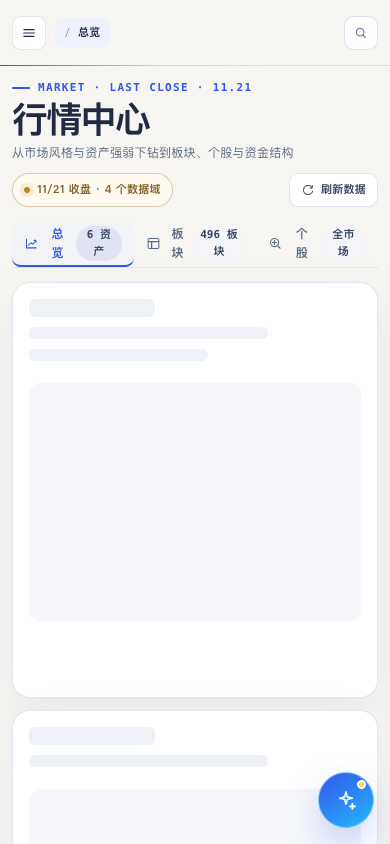 / 总览
MARKET · LAST CLOSE · 11.21
行情中心
从市场风格与资产强弱下钻到板块、个股与资金结构
11/21 收盘 · 4 个数据域
刷新数据
总览 6 资产 板块 496 板块 个股 全市场